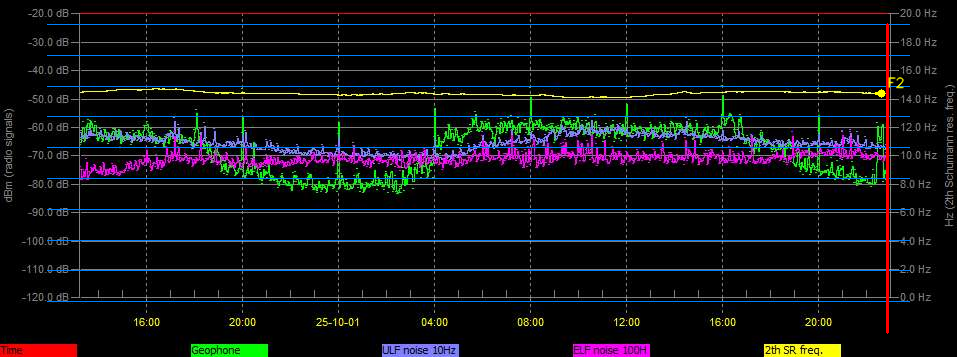 -20.0 dB 20.0 Hz
-30.0 dB 18.0 Hz
-40.0 dB 16.0 Hz
F2
-50.0 dB 14.0 Hz
-60.0 dB 12.0 Hz
-70.0 dB 10.0 Hz
-80.0 dB 8.0 Hz
-90.0 dB 6.0 Hz
-100.0 dB 4.0 Hz
-110.0 dB 2.0 Hz
-120.0 dB 0.0 Hz
dBm (radio signals)
Hz (2th Schumann res. freq.)
16:00 20:00 25-10-01 04:00 08:00 12:00 16:00 20:00
Time Geophone ULF noise 10Hz ELF noise 100H 2th SR freq.